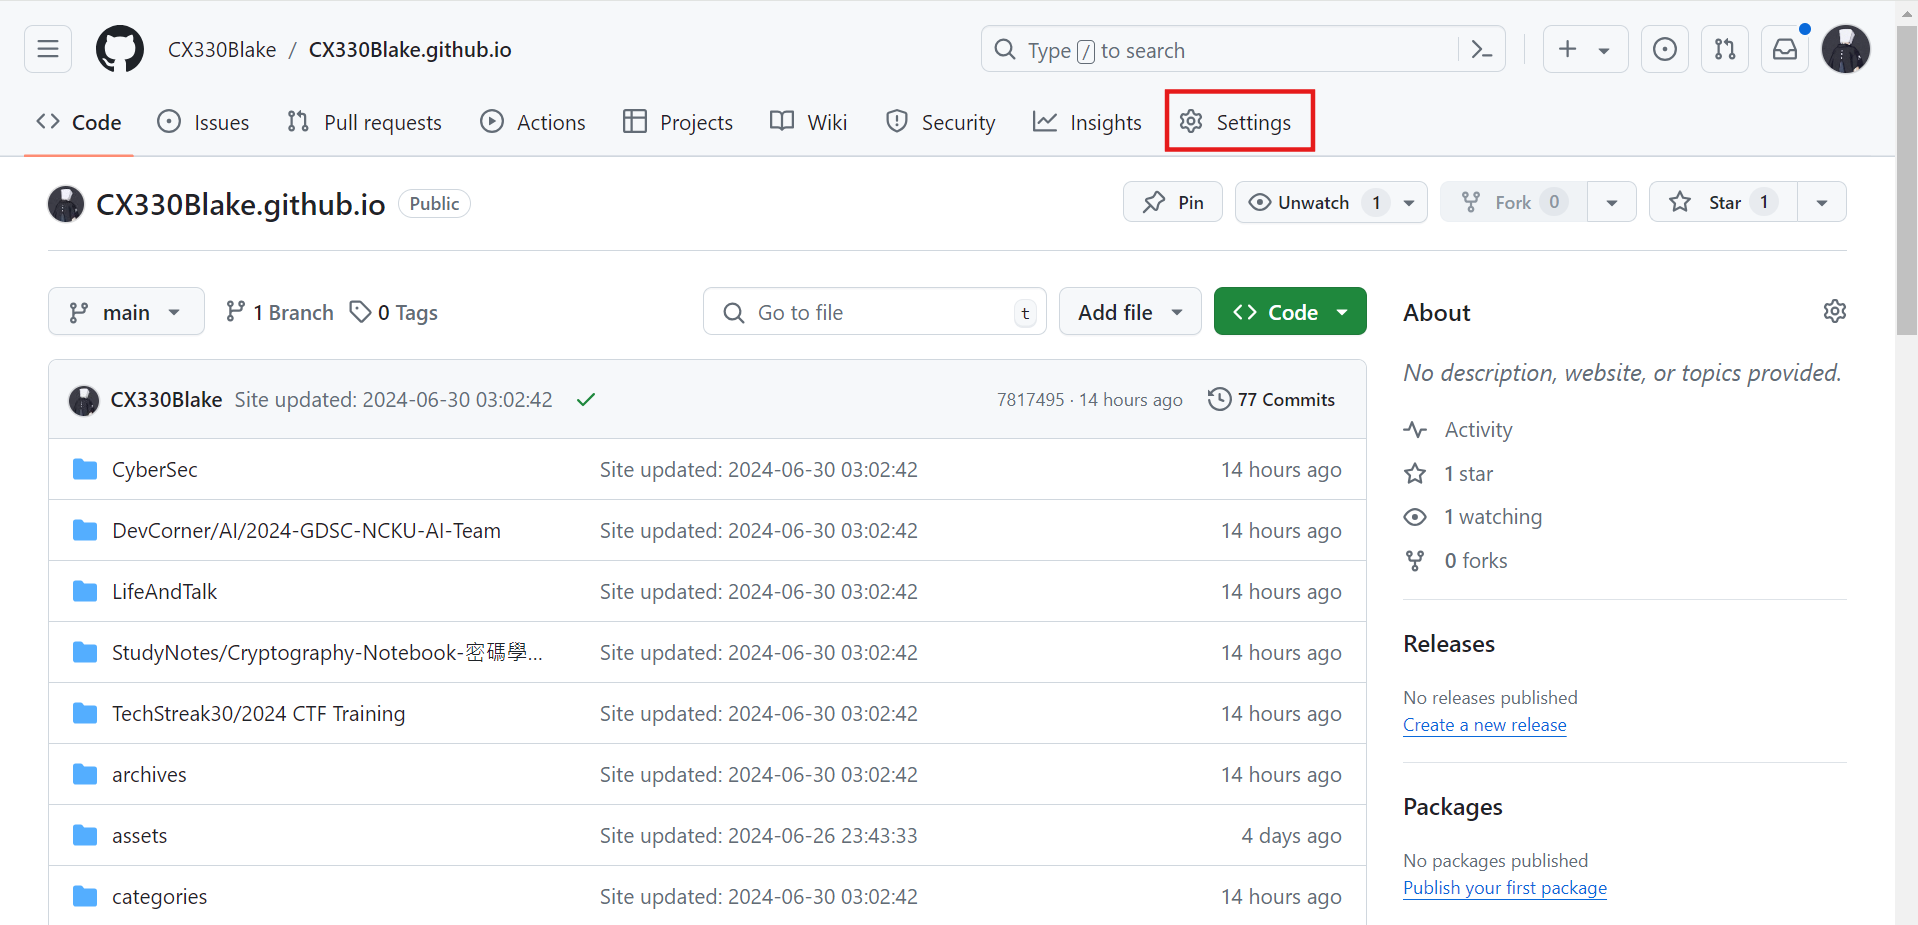 CX330Blake / CX330Blake.github.io
Type / to search
Code Issues Pull requests Actions Projects Wiki Security Insights Settings
CX330Blake.github.io Public
Pin Unwatch 1 Fork 0 Star 1
main 1 Branch 0 Tags Go to file t Add file Code
CX330Blake Site updated: 2024-06-30 03:02:42 7817495 · 14 hours ago 77 Commits
CyberSec Site updated: 2024-06-30 03:02:42 14 hours ago
DevCorner/AI/2024-GDSC-NCKU-AI-Team Site updated: 2024-06-30 03:02:42 14 hours ago
LifeAndTalk Site updated: 2024-06-30 03:02:42 14 hours ago
StudyNotes/Cryptography-Notebook-密碼學... Site updated: 2024-06-30 03:02:42 14 hours ago
TechStreak30/2024 CTF Training Site updated: 2024-06-30 03:02:42 14 hours ago
archives Site updated: 2024-06-30 03:02:42 14 hours ago
assets Site updated: 2024-06-26 23:43:33 4 days ago
categories Site updated: 2024-06-30 03:02:42 14 hours ago
About
No description, website, or topics provided.
Activity
1 star
1 watching
0 forks
Releases
No releases published
Create a new release
Packages
No packages published
Publish your first package